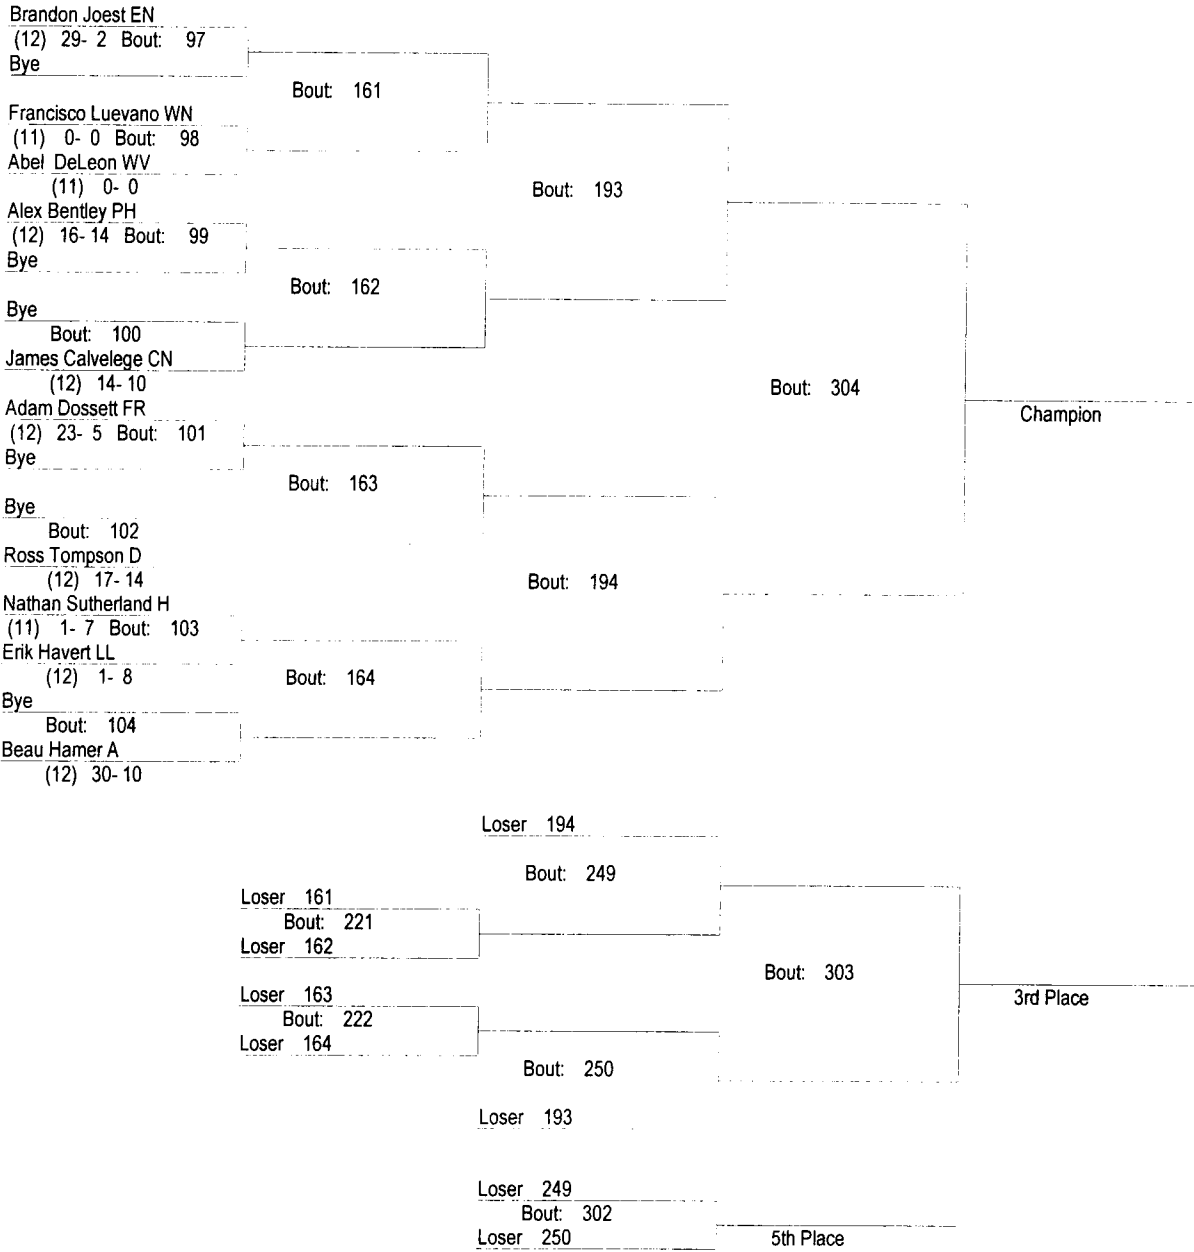 Brandon Joest EN
(12) 29- 2 Bout: 97
Bye
Bout: 161
Francisco Luevano WN
(11) 0- 0 Bout: 98
Abel DeLeon WV
(11) 0- 0
Bout: 193
Alex Bentley PH
(12) 16- 14 Bout: 99
Bye
Bout: 162
Bye
Bout: 100
James Calvelege CN
(12) 14- 10
Bout: 304
Adam Dossett FR
Champion
(12) 23- 5 Bout: 101
Bye
Bout: 163
Bye
Bout: 102
Ross Tompson D
(12) 17- 14
Bout: 194
Nathan Sutherland H
(11) 1- 7 Bout: 103
Erik Havert LL
(12) 1- 8
Bout: 164
Bye
Bout: 104
Beau Hamer A
(12) 30- 10
Loser 194
Bout: 249
Loser 161
Bout: 221
Loser 162
Bout: 303
Loser 163
3rd Place
Bout: 222
Loser 164
Bout: 250
Loser 193
Loser 249
Bout: 302
Loser 250
5th Place